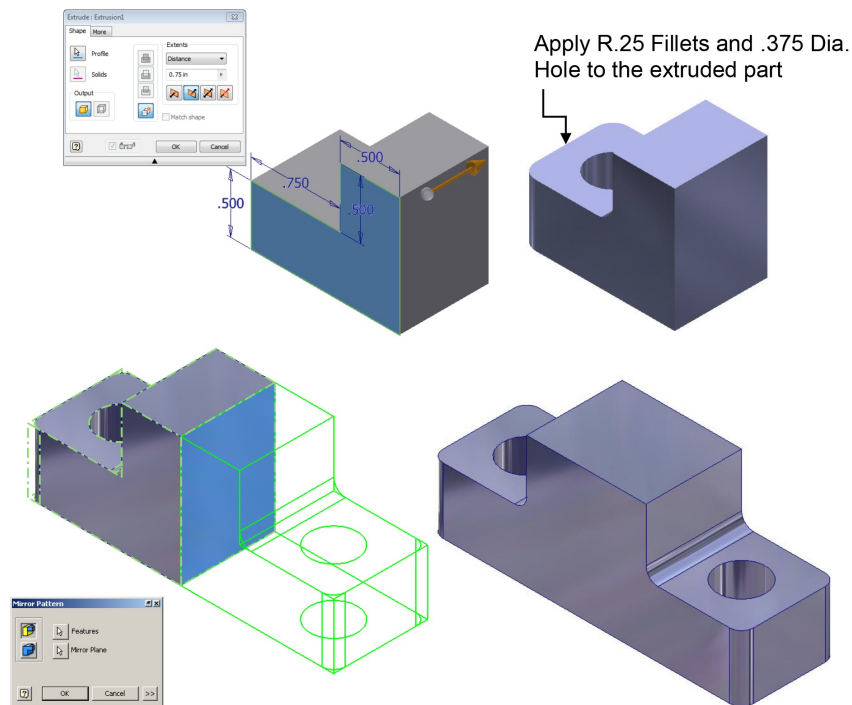 Extrude : Extrusion1
Shape More
Profile
Solids
Output
Extents
Distance
0.75 in
Match shape
OK Cancel
Apply R.25 Fillets and .375 Dia.
Hole to the extruded part
.500
.750
.500
.500
Mirror Pattern
Features
Mirror Plane
OK Cancel >>